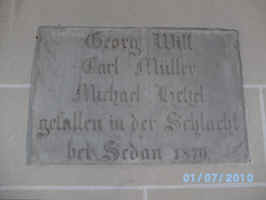 Georg Will
Carl Müller
Michael Hetzel
gefallen in der Schlacht
bei Sedan 1870.
01/07/2010